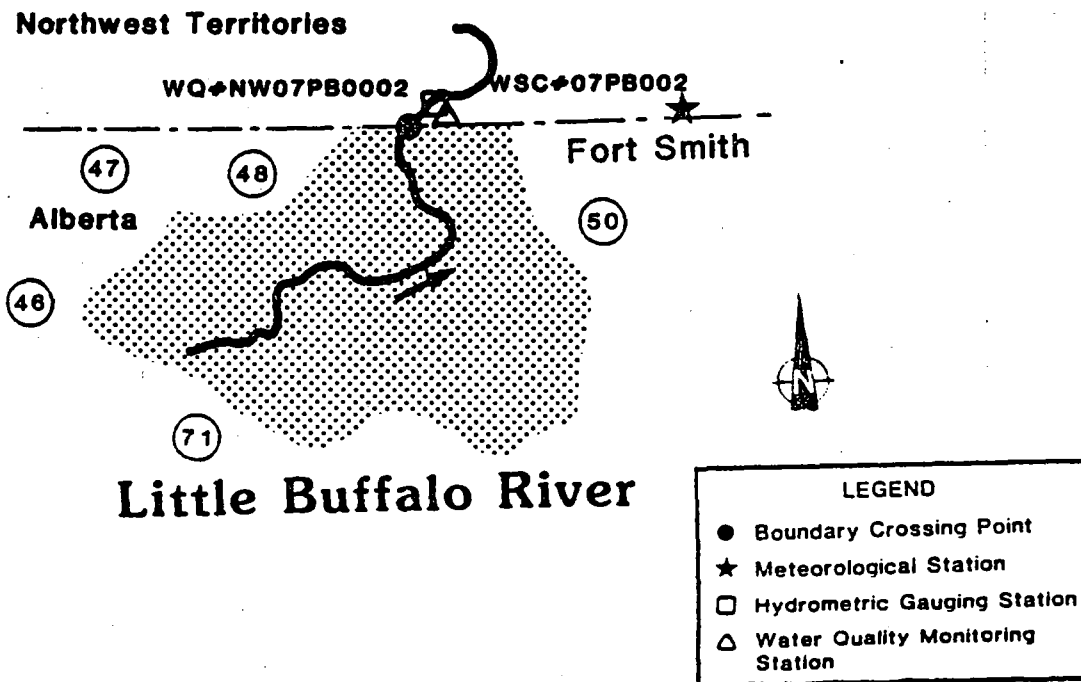 Northwest Territories
WQ#NW07PB0002
WSC#07PB002
Fort Smith
47
48
50
Alberta
46
71
N
Little Buffalo River
LEGEND
Boundary Crossing Point
Meteorological Station
Hydrometric Gauging Station
Water Quality Monitoring
Station